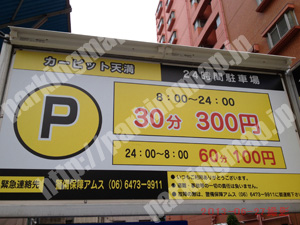 カーピット天満
24時間駐車場
P
8:00～24:00
30分 300円
24:00～8:00 60分 100円
緊急連絡先 警備保障アムス (06) 6473-9911